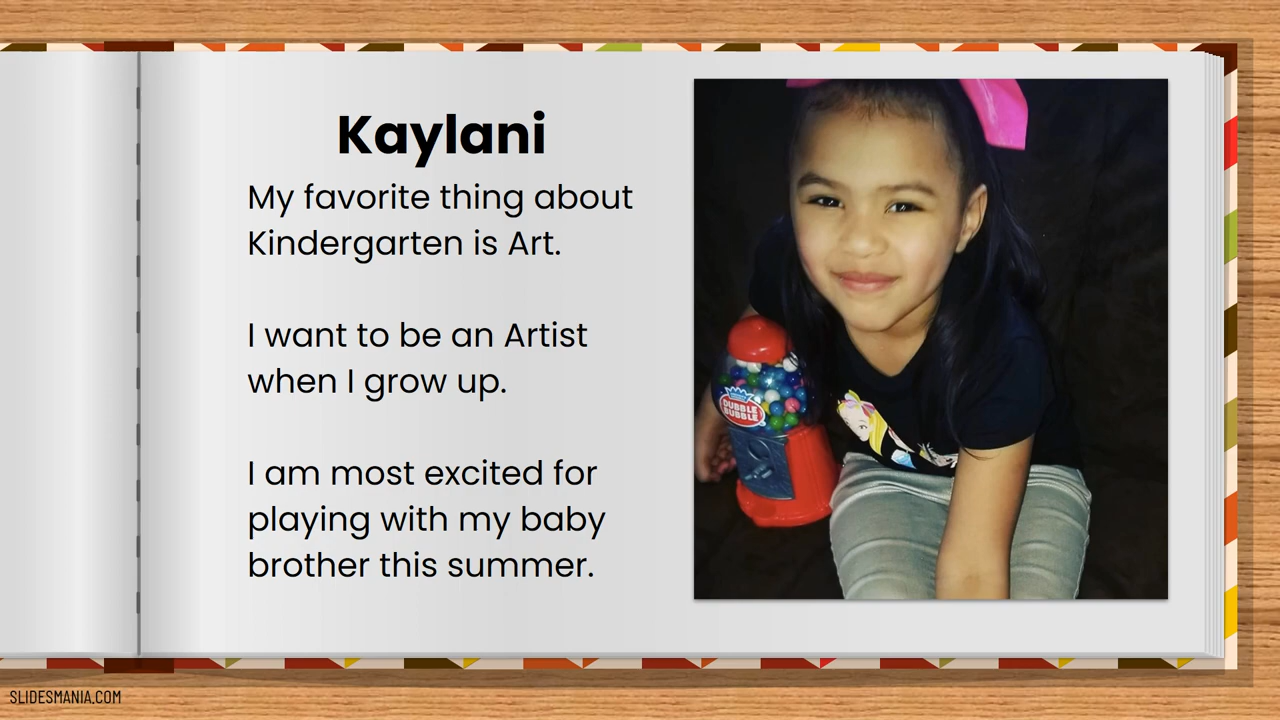 Kaylani
My favorite thing about
Kindergarten is Art.
I want to be an Artist
when I grow up.
I am most excited for
playing with my baby
brother this summer.
DUBBLE
BUBBLE
SLIDESMANIA.COM